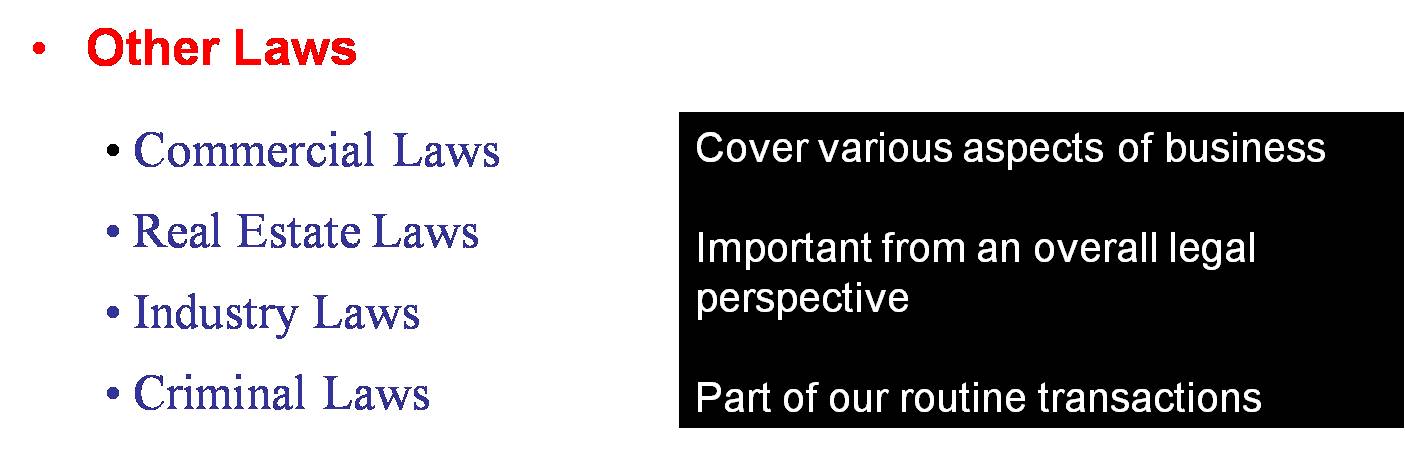 • Other Laws
• Commercial Laws
• Real Estate Laws
• Industry Laws
• Criminal Laws
Cover various aspects of business
Important from an overall legal
perspective
Part of our routine transactions